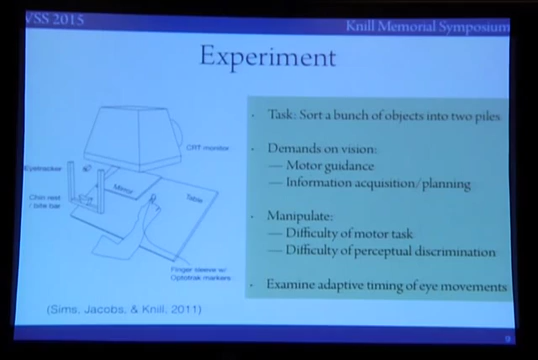 VSS 2015
Knill Memorial Symposium
Experiment
CRT monitor
Eyetracker
Mirror
Table
Chin rest
/ bite bar
Finger sleeve w/
Optotrak markers
(Sims, Jacobs, & Knill, 2011)
· Task: Sort a bunch of objects into two piles
· Demands on vision:
— Motor guidance
— Information acquisition/planning
· Manipulate:
— Difficulty of motor task
— Difficulty of perceptual discrimination
· Examine adaptive timing of eye movements
9